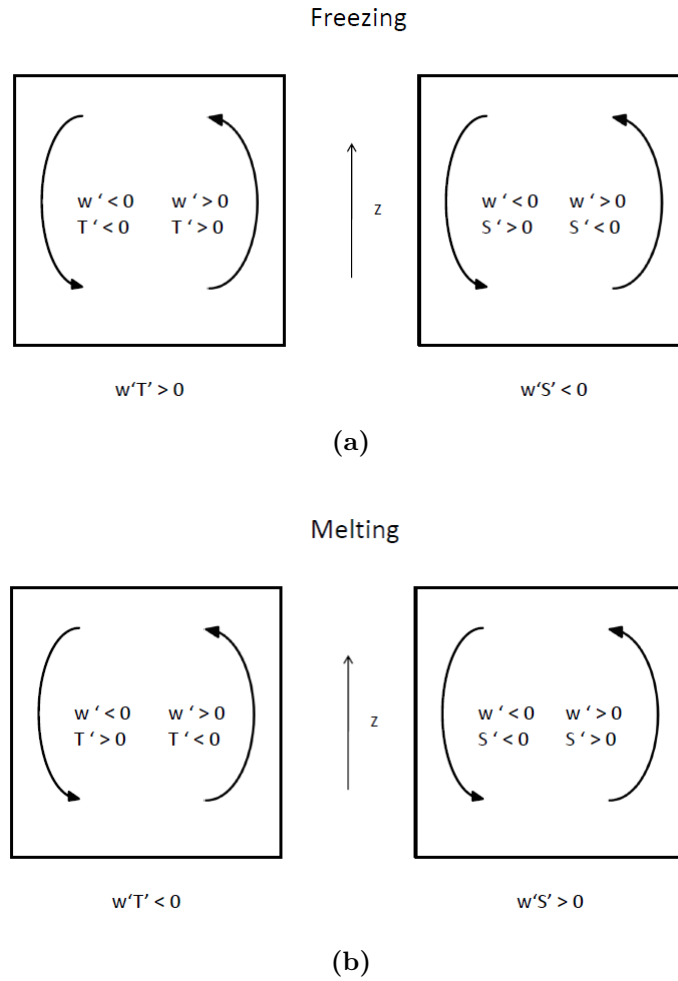 Freezing
w ‘ < 0 w ‘ > 0
T ‘ < 0 T ‘ > 0
z
w ‘ < 0 w ‘ > 0
S ‘ > 0 S ‘ < 0
w‘T’ > 0
w‘S’ < 0
(a)
Melting
w ‘ < 0 w ‘ > 0
T ‘ > 0 T ‘ < 0
z
w ‘ < 0 w ‘ > 0
S ‘ < 0 S ‘ > 0
w‘T’ < 0
w‘S’ > 0
(b)